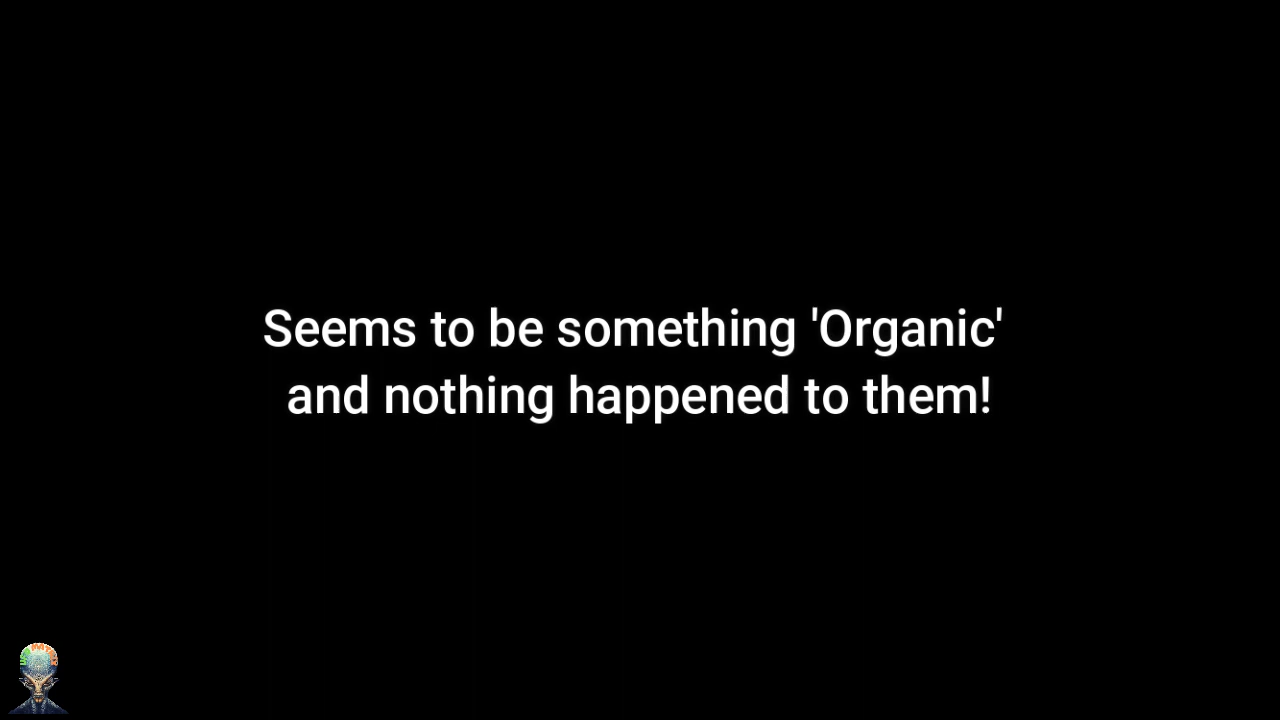 Seems to be something 'Organic'
and nothing happened to them!